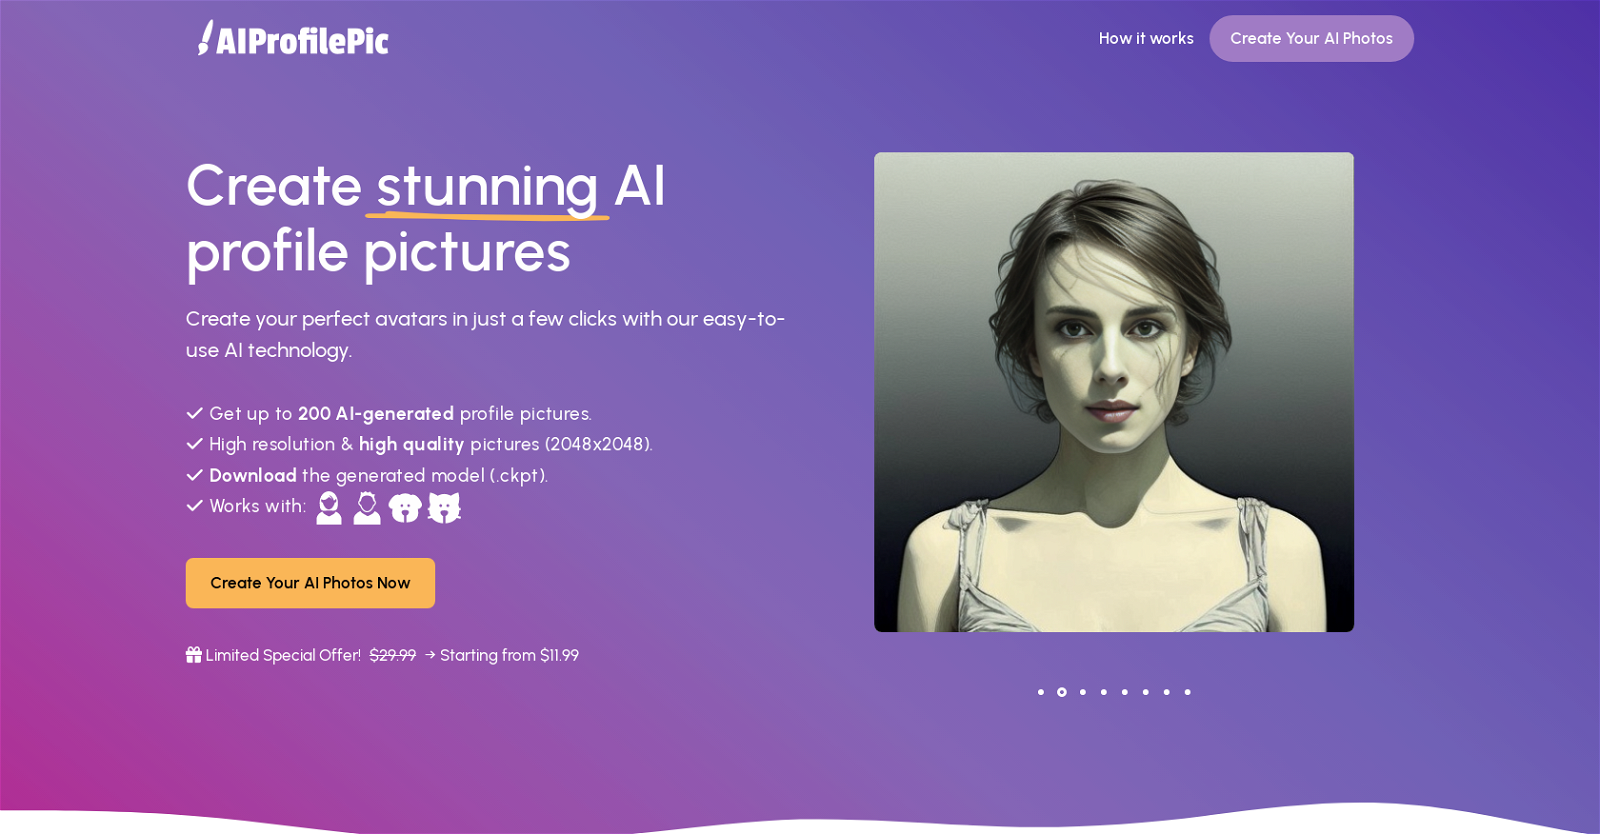 AIProfilePic
How it works
Create Your AI Photos
Create stunning AI
profile pictures
Create your perfect avatars in just a few clicks with our easy-to-
use AI technology.
Get up to 200 AI-generated profile pictures.
High resolution & high quality pictures (2048x2048).
Download the generated model (.ckpt).
Works with:
Create Your AI Photos Now
Limited Special Offer! $29.99 → Starting from $11.99